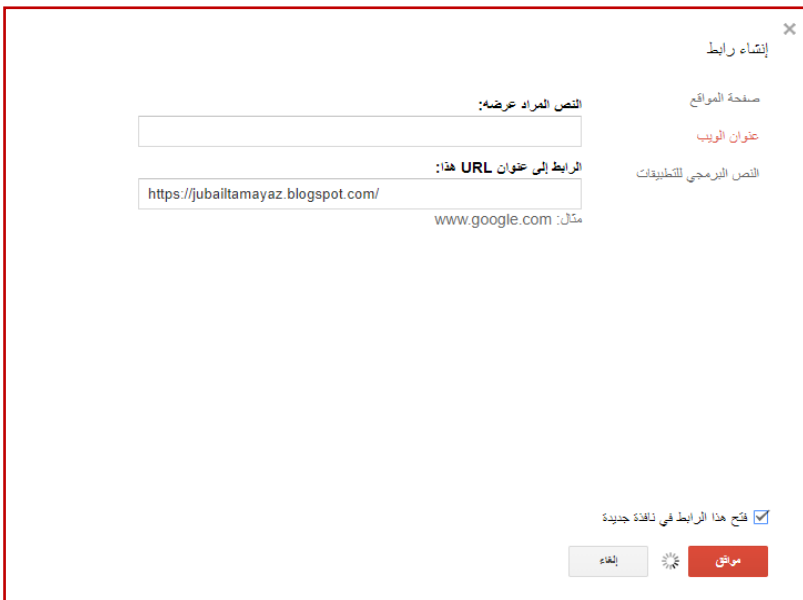 إنشاء رابط
صفحة المواقع
عنوان الويب
النص البرمجي للتطبيقات
النص المراد عرضه:
الرابط إلى عنوان URL هذا:
https://jubailtamayaz.blogspot.com/
مثال: www.google.com
فتح هذا الرابط في نافذة جديدة
موافق
إلغاء